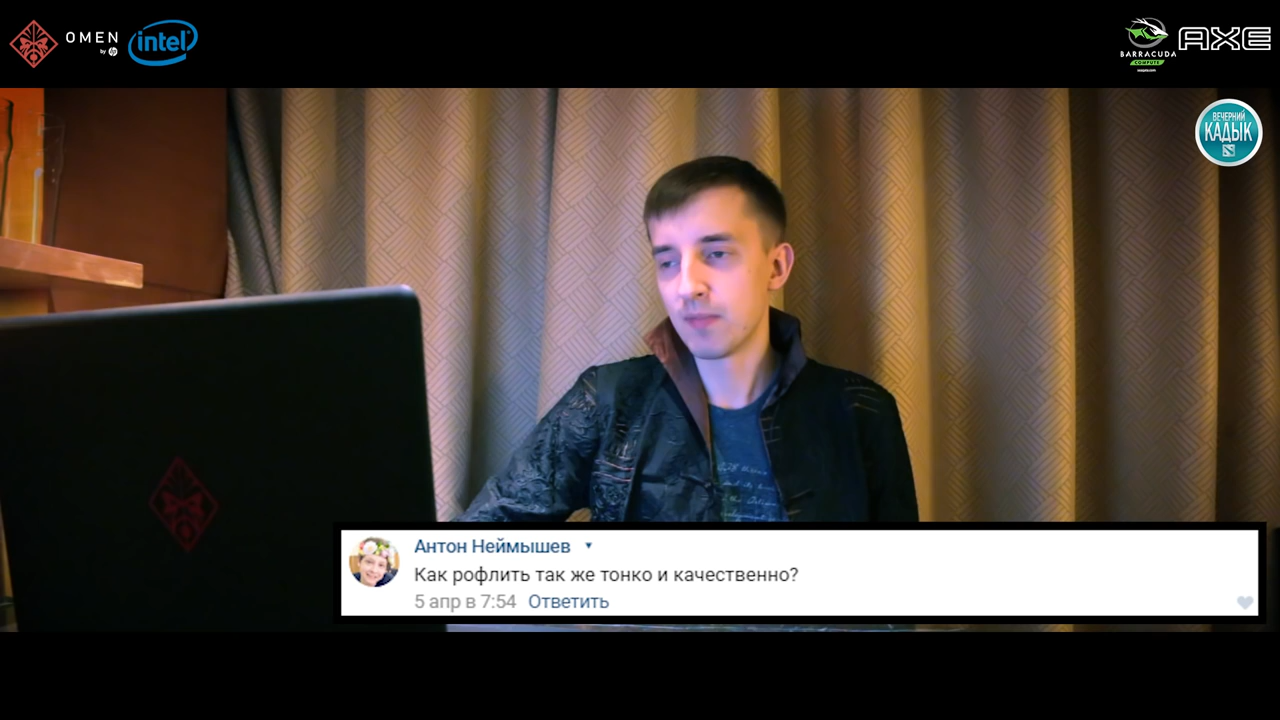 OMEN
by hp
intel
BARRACUDA
COMPUTE
AXE
ВЕЧЕРНИЙ
КАДЫК
Антон Неймышев
Как рофлить так же тонко и качественно?
5 апр в 7:54 Ответить